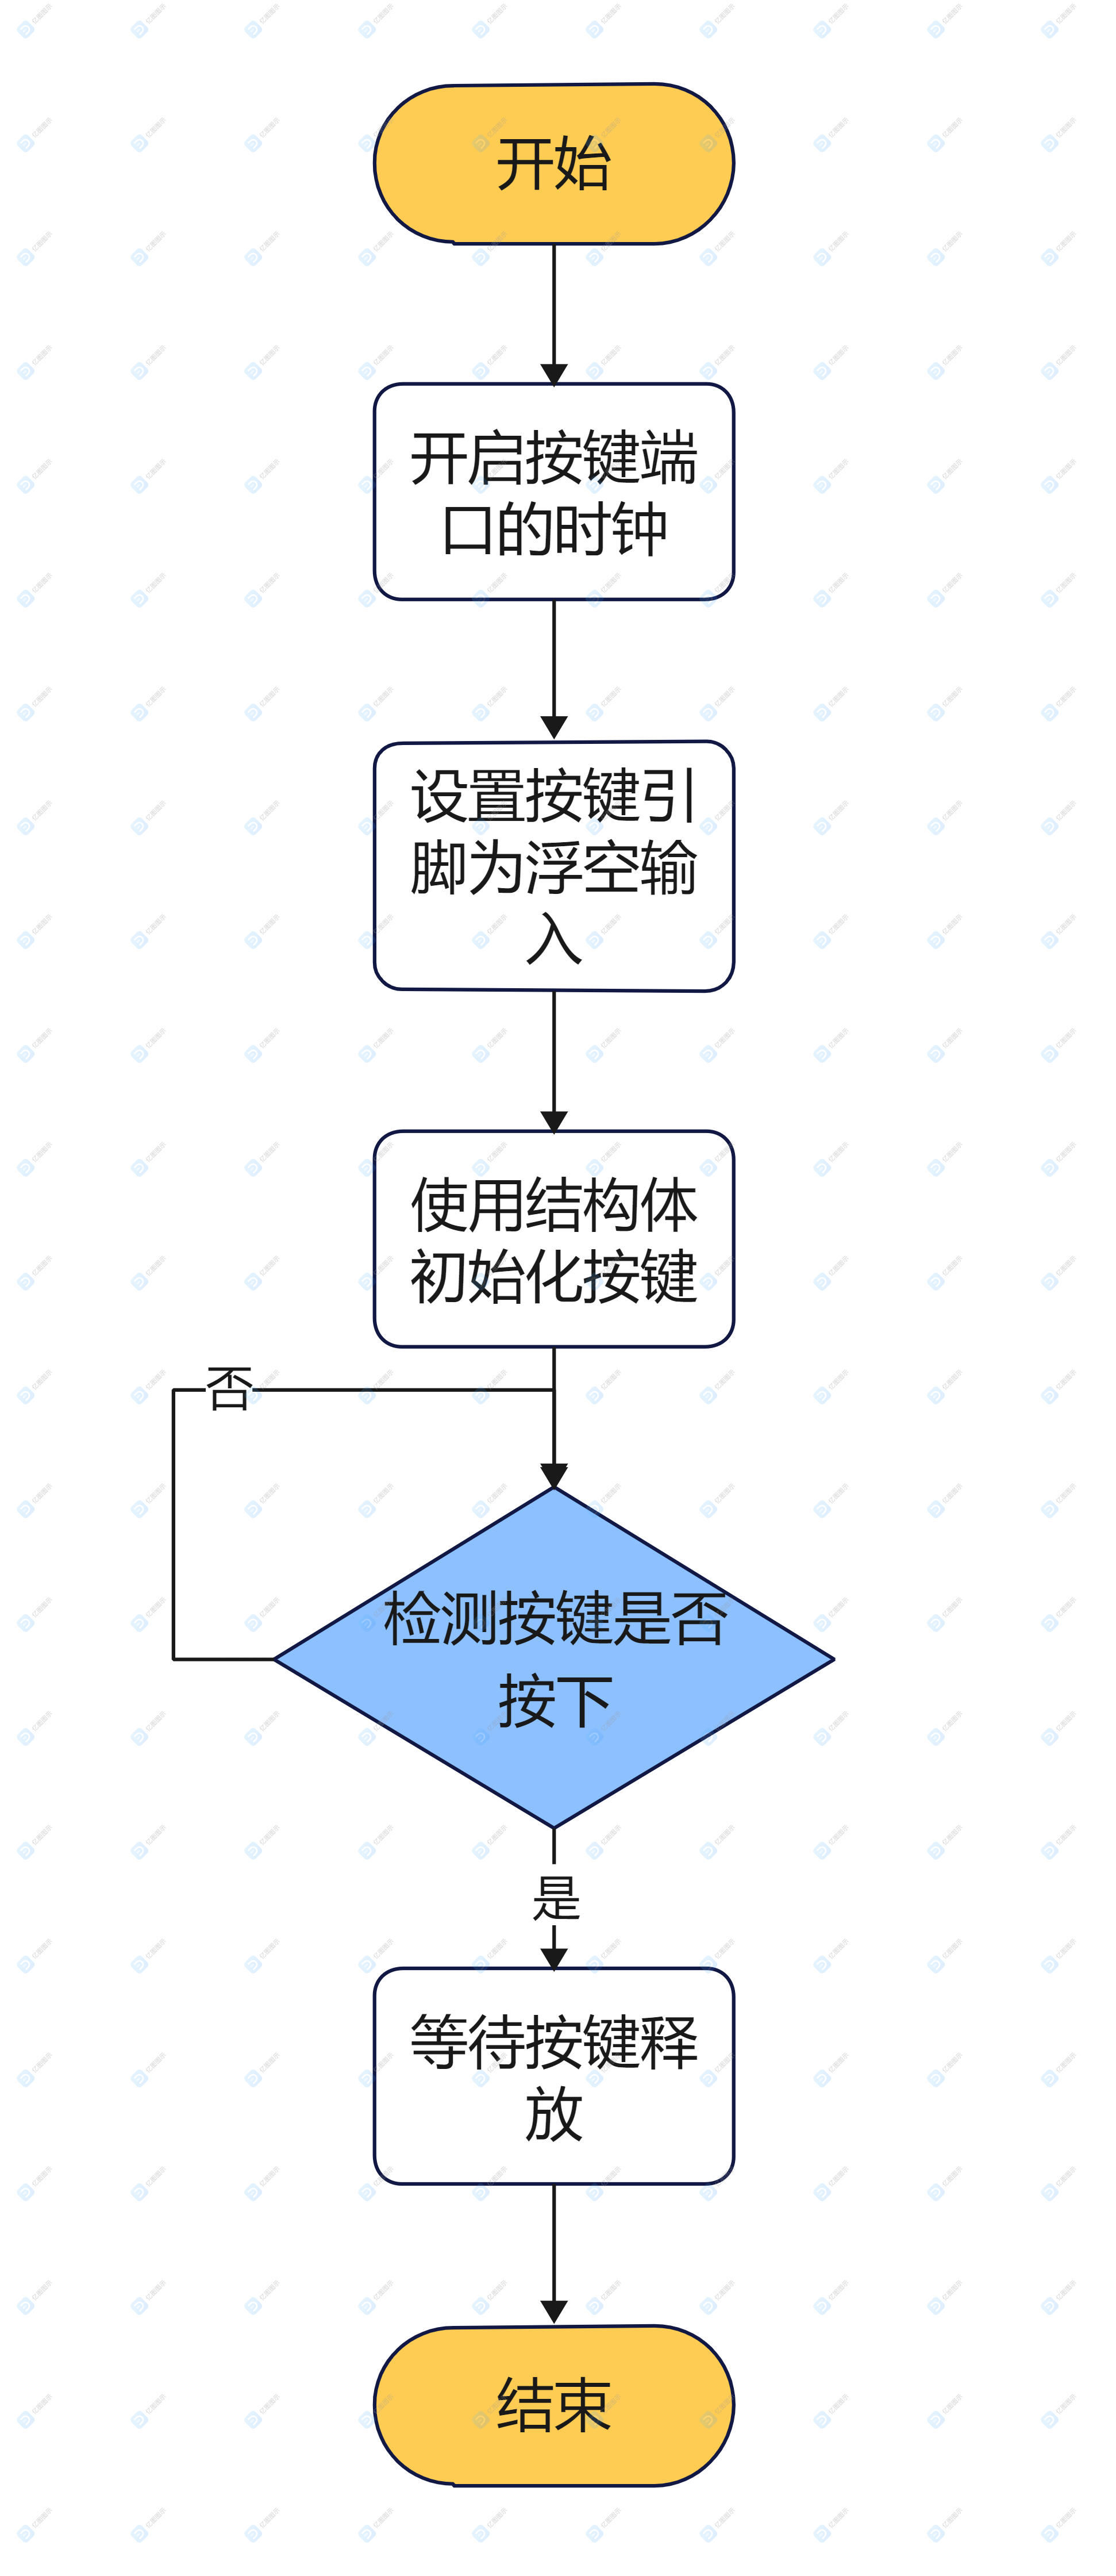 开始
开启按键端
口的时钟
设置按键引
脚为浮空输
入
使用结构体
初始化按键
否
检测按键是否
按下
是
等待按键释
放
结束